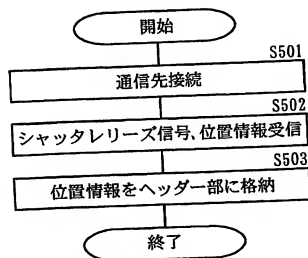 開始
S501
通信先接続
S502
シャッタレリーズ信号、位置情報受信
S503
位置情報をヘッダー部に格納
終了